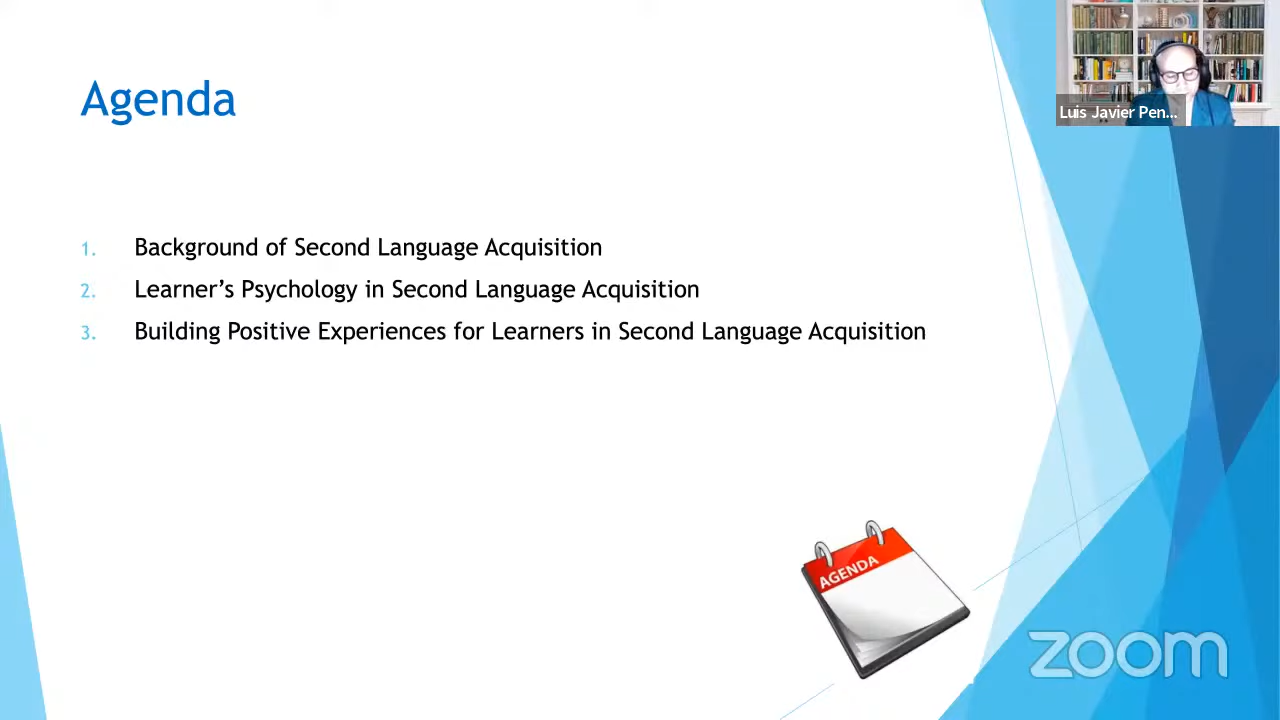 Agenda
Luis Javier Pen...
1. Background of Second Language Acquisition
2. Learner’s Psychology in Second Language Acquisition
3. Building Positive Experiences for Learners in Second Language Acquisition
AGENDA
zoom